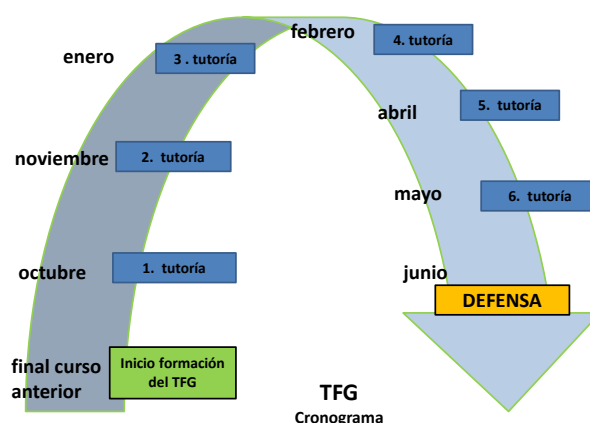 febrero
4. tutoría
enero
3 . tutoría
abril
5. tutoría
noviembre
2. tutoría
mayo
6. tutoría
octubre
1. tutoría
junio
DEFENSA
final curso
anterior
Inicio formación
del TFG
TFG
Cronograma